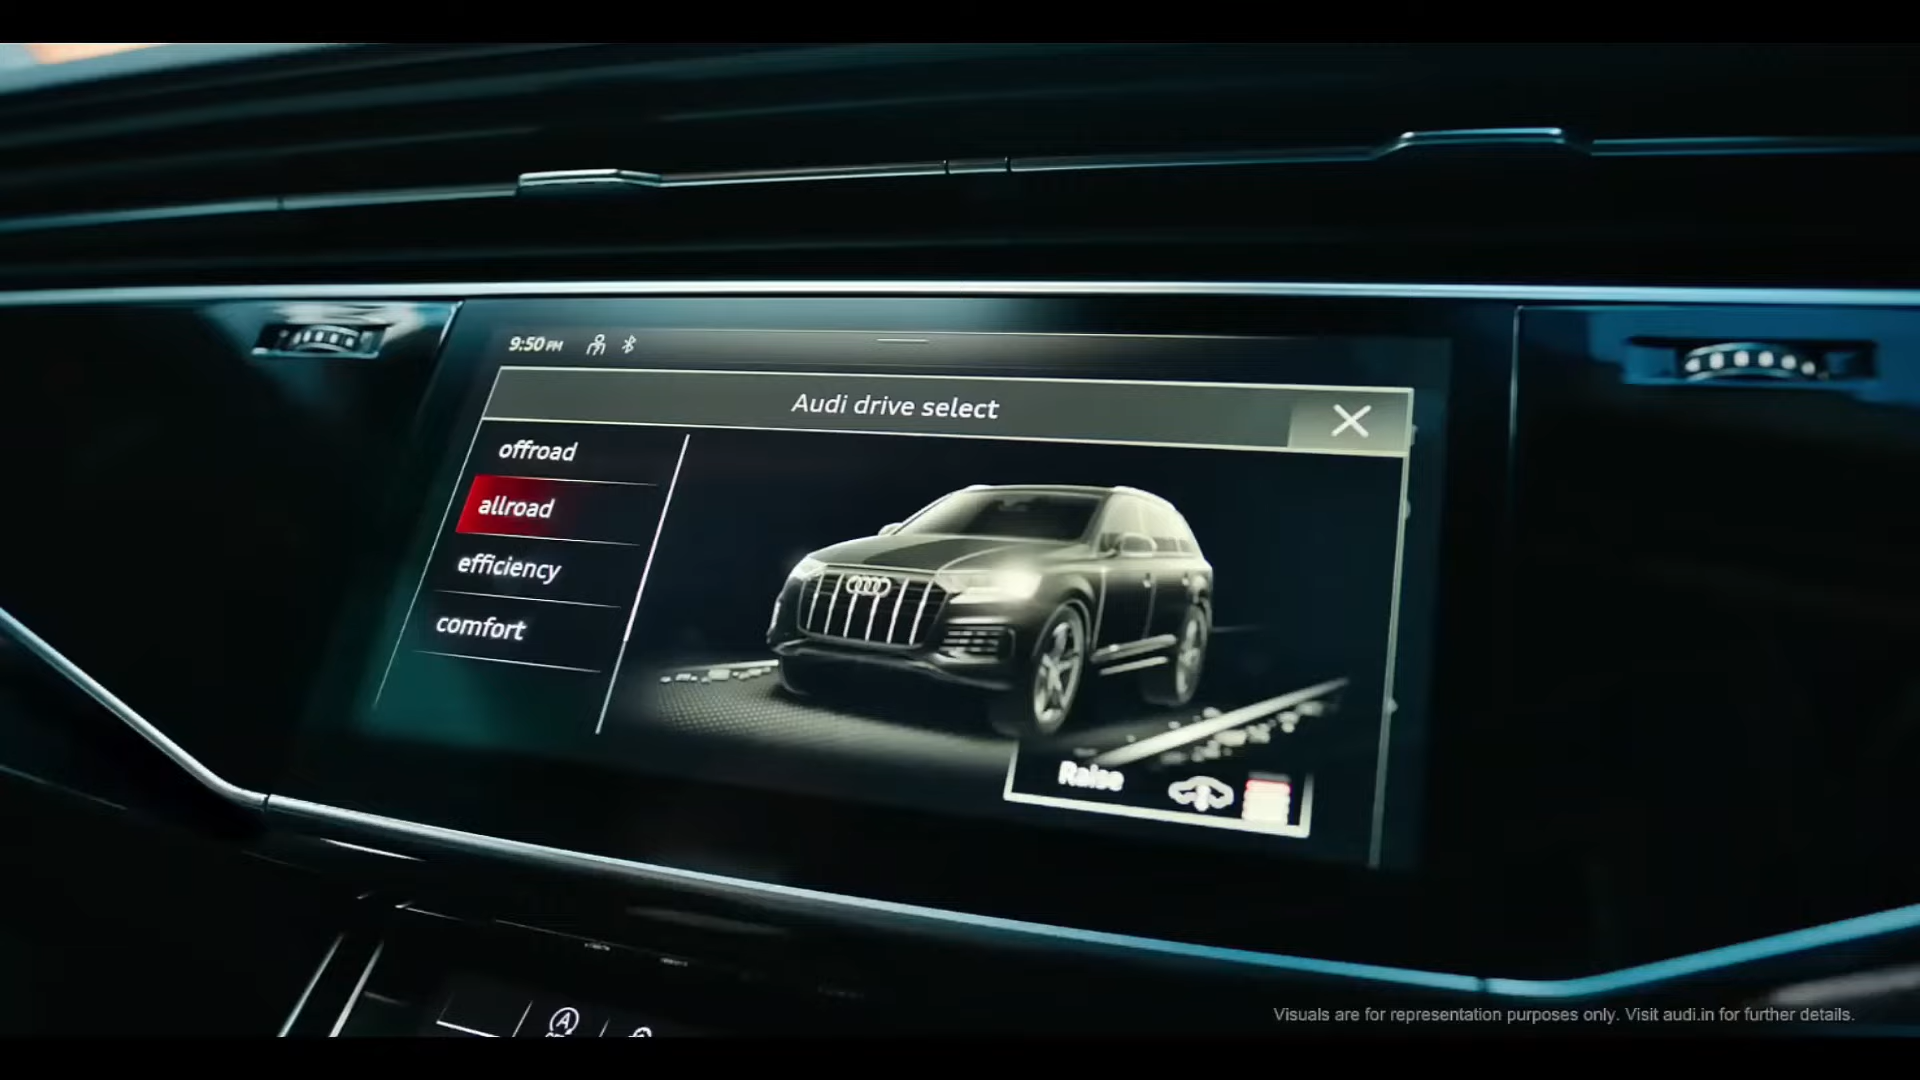 9:50 PM
Audi drive select
offroad
allroad
efficiency
comfort
Raise
A
Visuals are for representation purposes only. Visit audi.in for further details.